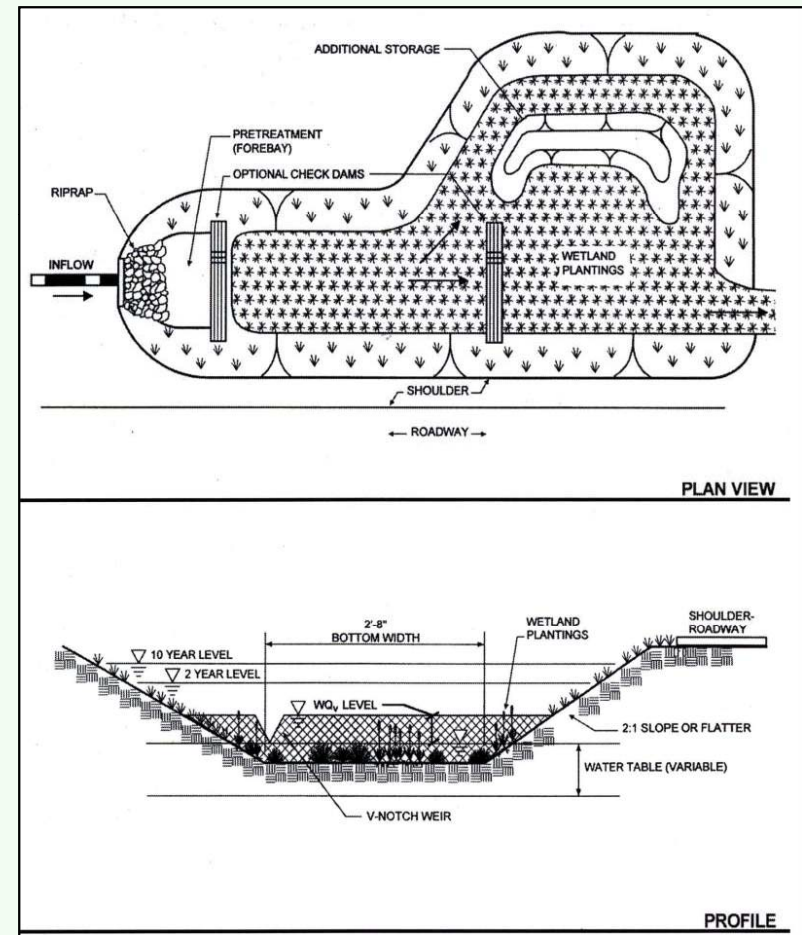 ADDITIONAL STORAGE
PRETREATMENT
(FOREBAY)
OPTIONAL CHECK DAMS
RIPRAP
INFLOW
WETLAND
PLANTINGS
SHOULDER
ROADWAY
PLAN VIEW
2'-8"
BOTTOM WIDTH
WETLAND
PLANTINGS
SHOULDER-
ROADWAY
10 YEAR LEVEL
2 YEAR LEVEL
WQv LEVEL
2:1 SLOPE OR FLATTER
WATER TABLE (VARIABLE)
V-NOTCH WEIR
PROFILE